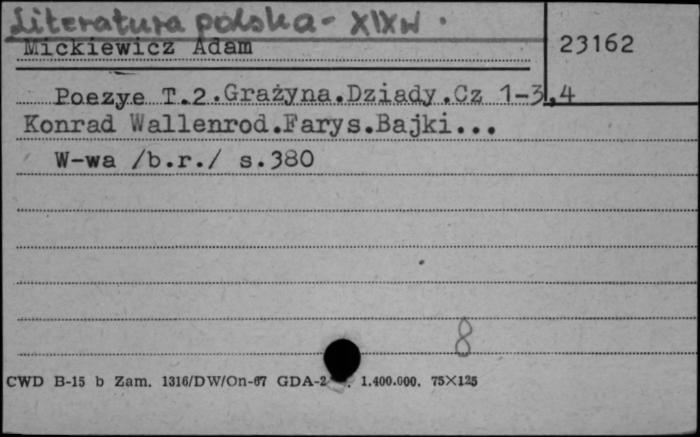 Literatura polska - XIX w.
Mickiewicz Adam
23162
Poezye T.2.Grażyna.Dziady.Cz 1-3,4
Konrad Wallenrod.Farys.Bajki...
W-wa /b.r./ s.380
8
CWD B-15 b Zam. 1316/DW/On-67 GDA-2 . 1.400.000. 75X125